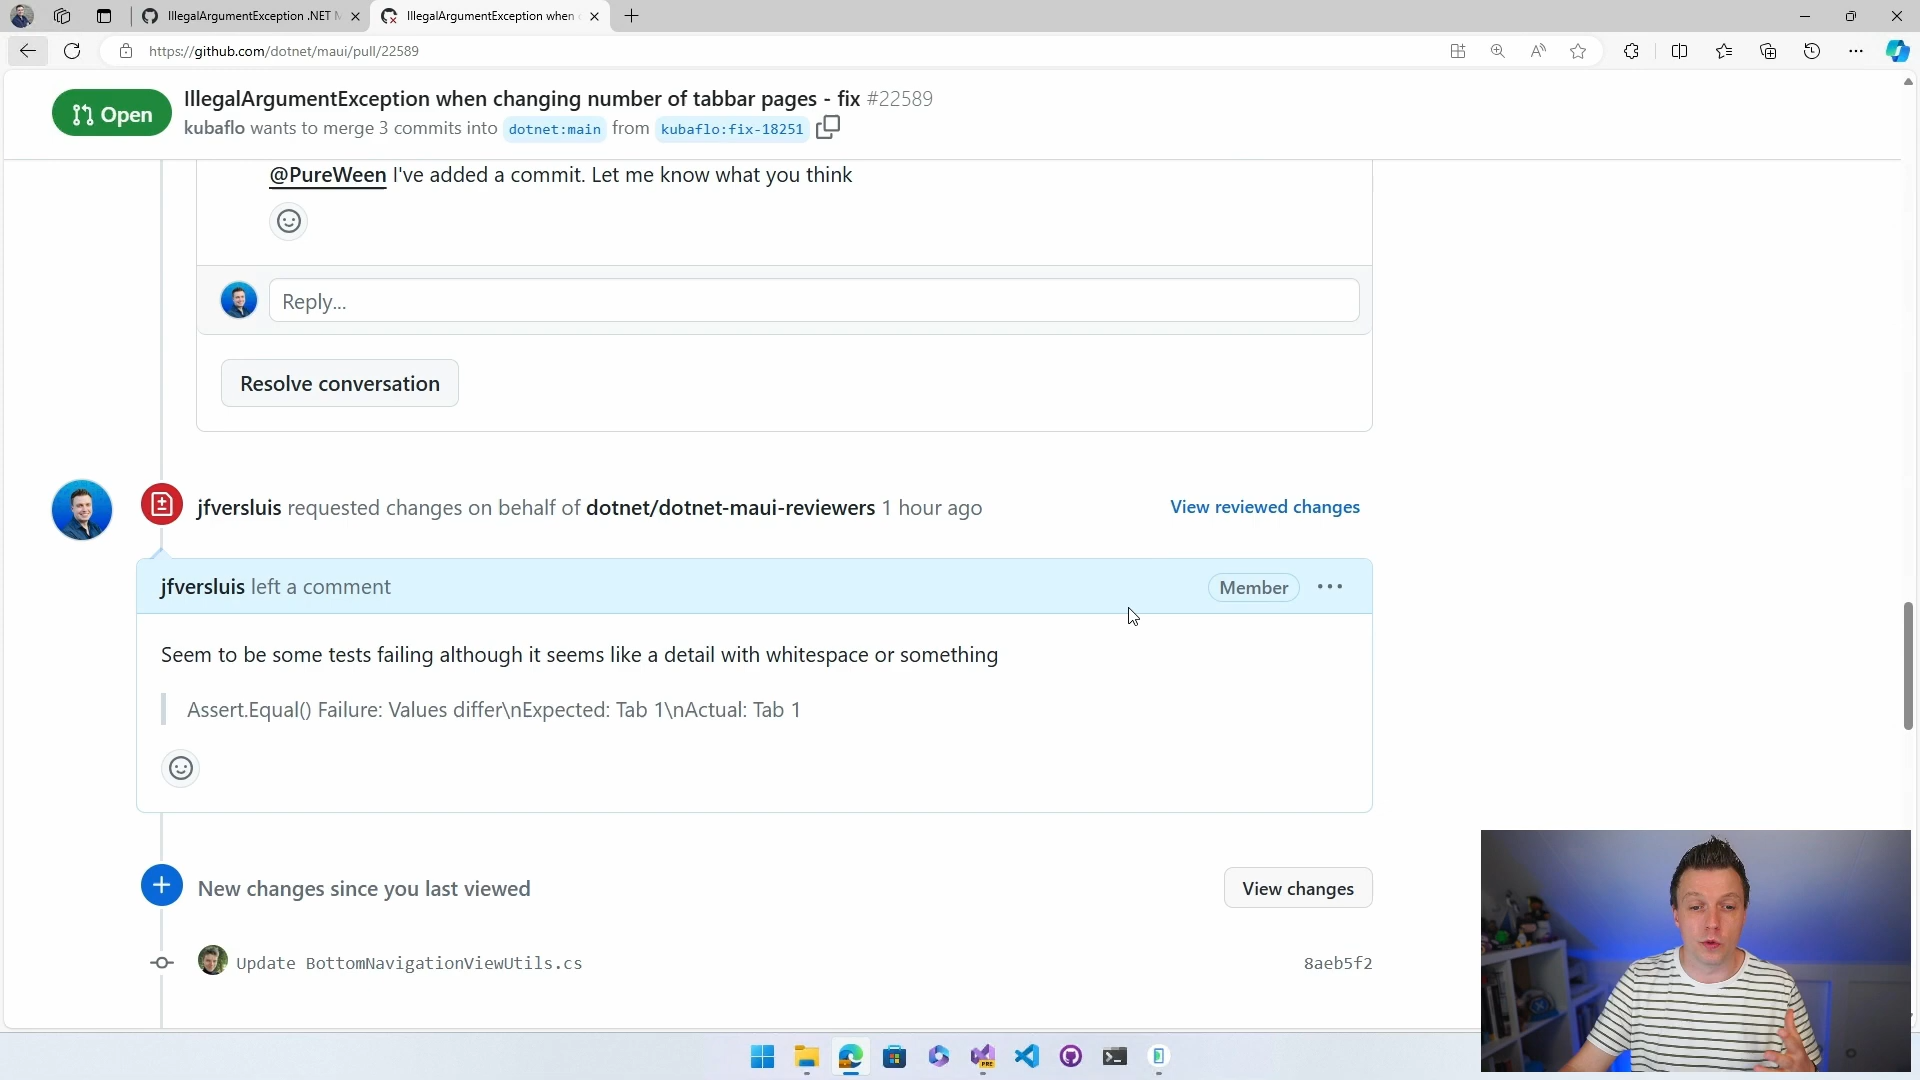 IllegalArgumentException .NET M
IllegalArgumentException when c
https://github.com/dotnet/maui/pull/22589
Open
IllegalArgumentException when changing number of tabbar pages - fix #22589
kubaflo wants to merge 3 commits into dotnet:main from kubaflo:fix-18251
@PureWeen I've added a commit. Let me know what you think
Reply...
Resolve conversation
jfversluis requested changes on behalf of dotnet/dotnet-maui-reviewers 1 hour ago
View reviewed changes
jfversluis left a comment
Member
Seem to be some tests failing although it seems like a detail with whitespace or something
Assert.Equal() Failure: Values differ\nExpected: Tab 1\nActual: Tab 1
New changes since you last viewed
View changes
Update BottomNavigationViewUtils.cs
8aeb5f2
PRE